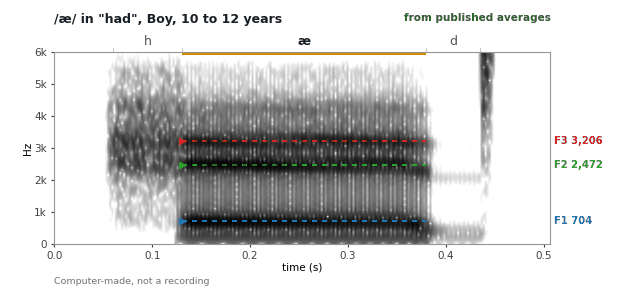 /æ/ in "had", Boy, 10 to 12 years
from published averages
h æ d
6k
5k
4k
3k
2k
1k
0
Hz
F3 3,206
F2 2,472
F1 704
0.0 0.1 0.2 0.3 0.4 0.5
time (s)
Computer-made, not a recording